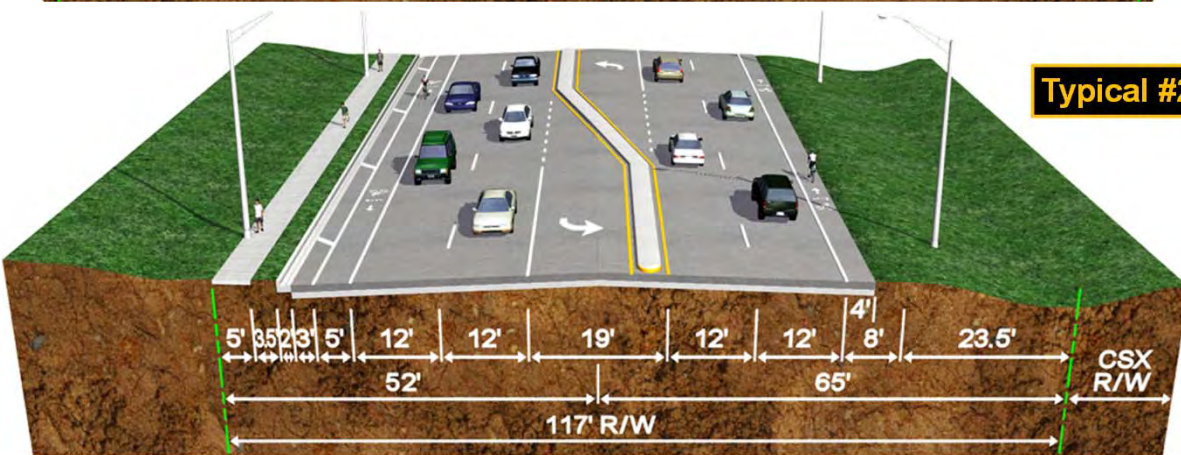 Typical #2
4'
5' 3.5' 2' 3' 5' 12' 12' 19' 12' 12' 8' 23.5'
CSX
R/W
52' 65'
117' R/W